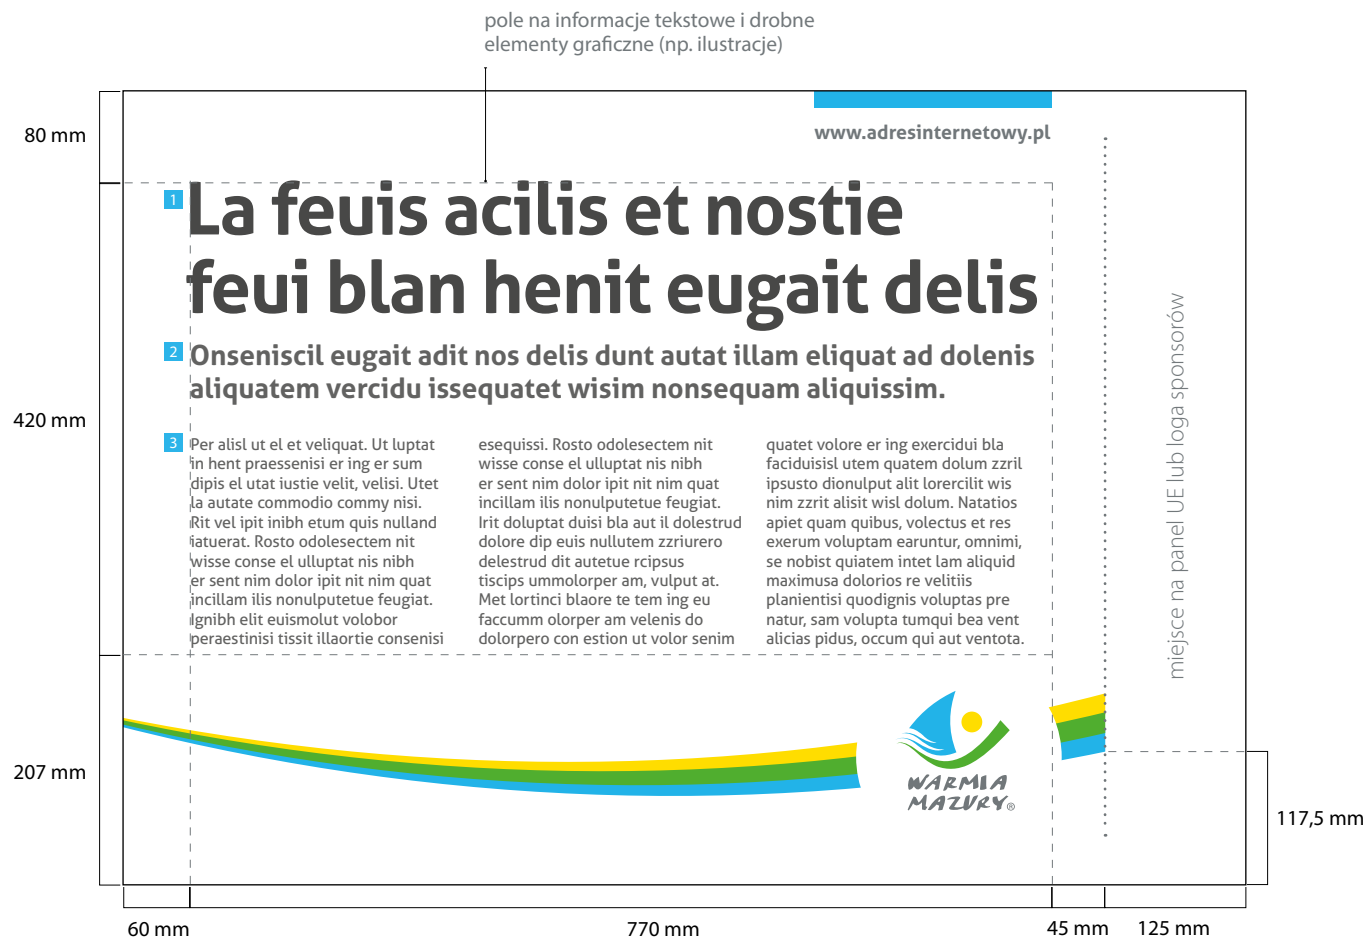 pole na informacje tekstowe i drobne
elementy graficzne (np. ilustracje)
80 mm
www.adresinternetowy.pl
1
La feuis acilis et nostie
feui blan henit eugait delis
2
Onseniscil eugait adit nos delis dunt autat illam eliquat ad dolenis
aliquatem vercidu issequatet wisim nonsequam aliquissim.
420 mm
3
Per alisl ut el et veliquat. Ut luptat
in hent praessenisi er ing er sum
dipis el utat iustie velit, velisi. Utet
la autate commodio commy nisi.
Rit vel ipit inibh etum quis nulland
iatuerat. Rosto odolesectem nit
wisse conse el ulluptat nis nibh
er sent nim dolor ipit nit nim quat
incillam ilis nonulputetue feugiat.
Ignibh elit euismolut volobor
peraestinisi tissit illaortie consenisi
esequissi. Rosto odolesectem nit
wisse conse el ulluptat nis nibh
er sent nim dolor ipit nit nim quat
incillam ilis nonulputetue feugiat.
Irit doluptat duisi bla aut il dolestrud
dolore dip euis nullutem zzriurero
delestrud dit autetue rcipsus
tiscips ummolorper am, vulput at.
Met lortinci blaore te tem ing eu
faccumm olorper am velenis do
dolorpero con estion ut volor senim
quatet volore er ing exercidui bla
faciduisisl utem quatem dolum zzril
ipsusto dionulput alit lorercilit wis
nim zzrit alisit wisl dolum. Natatios
apiet quam quibus, volectus et res
exerum voluptam earuntur, omnimi,
se nobist quiatem intet lam aliquid
maximusa dolorios re velitiis
planientisi quodignis voluptas pre
natur, sam volupta tumqui bea vent
alicias pidus, occum qui aut ventota.
miejsce na panel UE lub loga sponsorów
207 mm
WARMIA
MAZURY®
117,5 mm
60 mm
770 mm
45 mm
125 mm